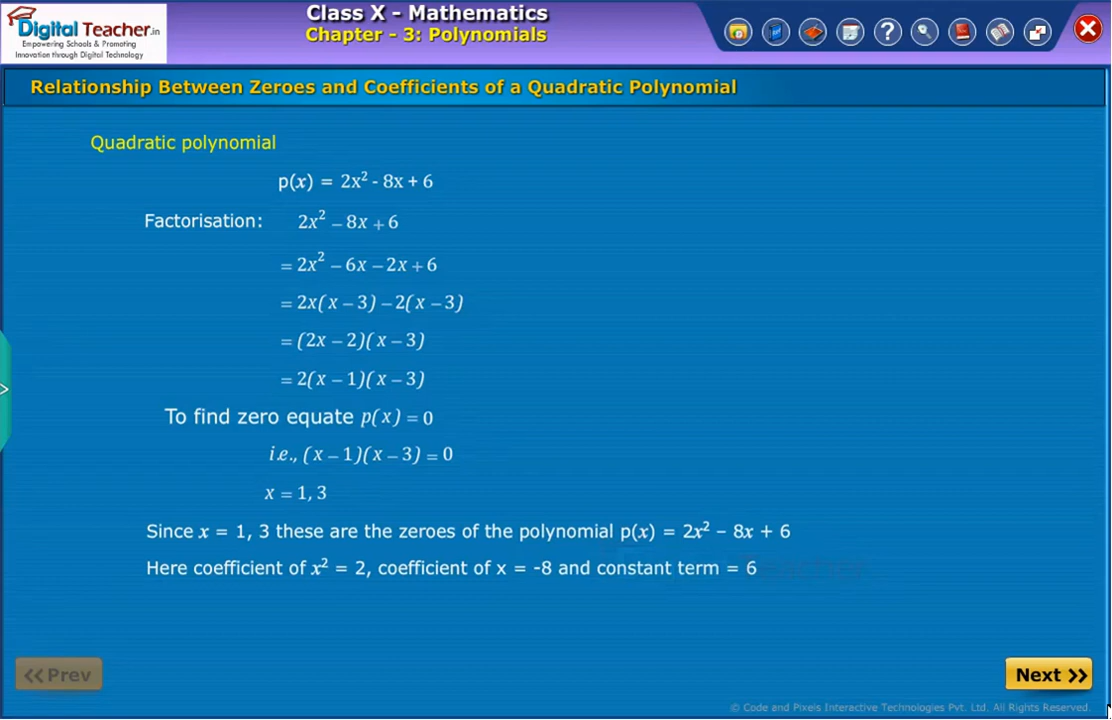 Digital Teacher.in
Empowering Schools & Promoting
Innovation through Digital Technology
Class X - Mathematics
Chapter - 3: Polynomials
Relationship Between Zeroes and Coefficients of a Quadratic Polynomial
Quadratic polynomial
p(x) = 2x² - 8x + 6
Factorisation: 2x² – 8x + 6
= 2x² – 6x – 2x + 6
= 2x( x – 3) – 2( x – 3)
= (2x – 2)( x – 3)
= 2( x – 1)( x – 3)
To find zero equate p( x) = 0
i.e., ( x – 1)( x – 3) = 0
x = 1, 3
Since x = 1, 3 these are the zeroes of the polynomial p(x) = 2x² – 8x + 6
Here coefficient of x² = 2, coefficient of x = -8 and constant term = 6
<< Prev
Next >>
© Code and Pixels Interactive Technologies Pvt. Ltd. All Rights Reserved.